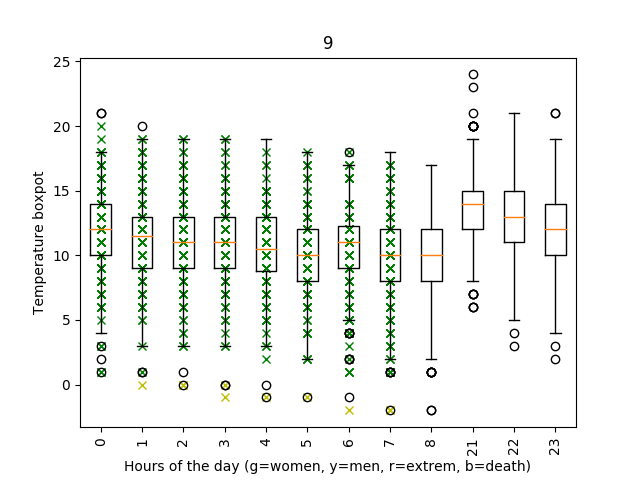 9
25
20
15
10
5
0
Temperature boxpot
0 1 2 3 4 5 6 7 8 21 22 23
Hours of the day (g=women, y=men, r=extrem, b=death)